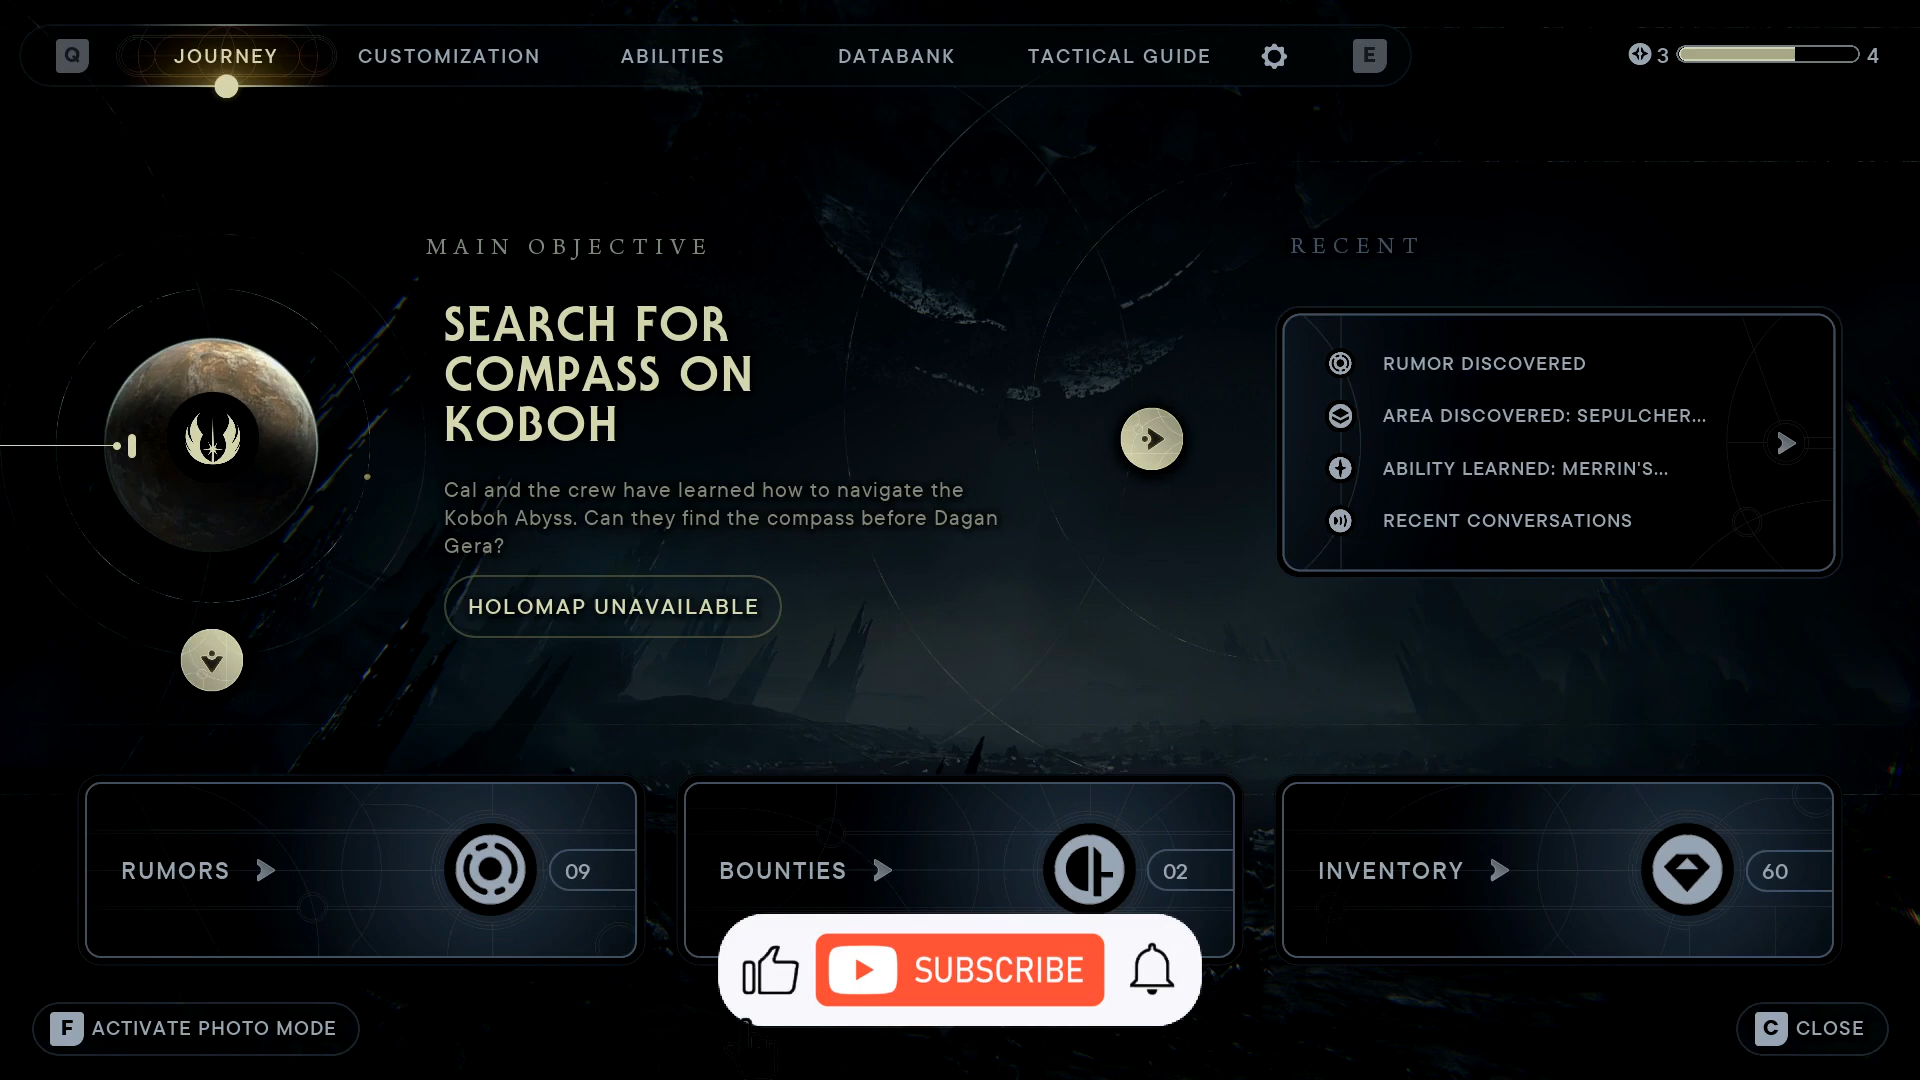 Q JOURNEY CUSTOMIZATION ABILITIES DATABANK TACTICAL GUIDE E 3 4
MAIN OBJECTIVE
SEARCH FOR
COMPASS ON
KOBOH
Cal and the crew have learned how to navigate the
Koboh Abyss. Can they find the compass before Dagan
Gera?
HOLOMAP UNAVAILABLE
RECENT
RUMOR DISCOVERED
AREA DISCOVERED: SEPULCHER...
ABILITY LEARNED: MERRIN'S...
RECENT CONVERSATIONS
RUMORS 09
BOUNTIES 02
INVENTORY 60
SUBSCRIBE
F ACTIVATE PHOTO MODE
C CLOSE